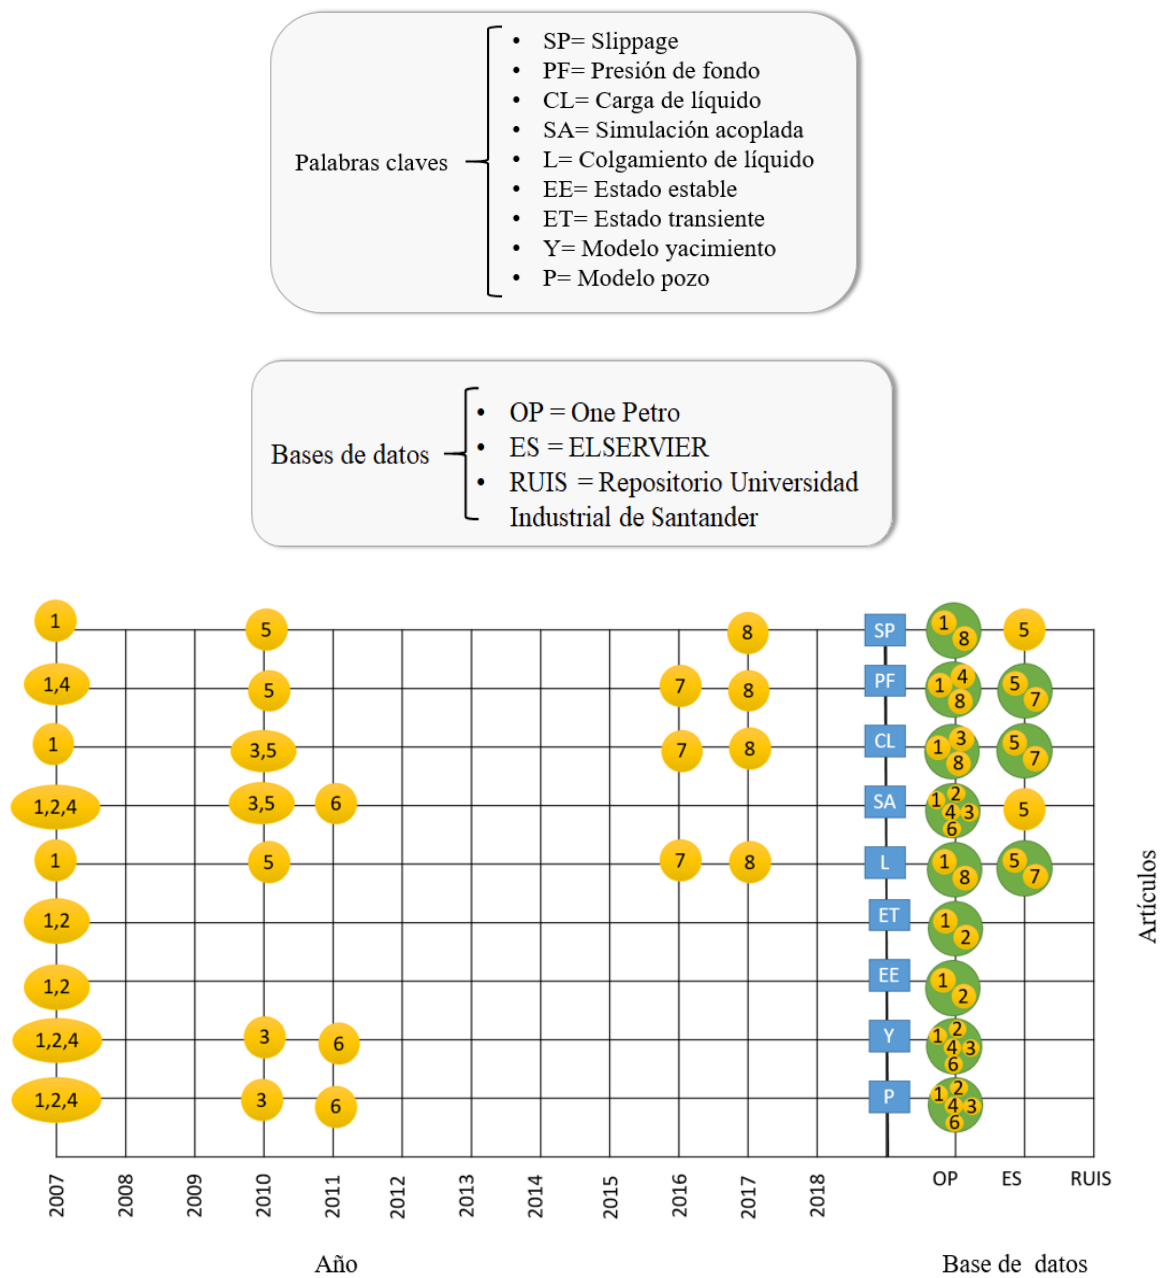 Palabras claves
• SP= Slippage
• PF= Presión de fondo
• CL= Carga de líquido
• SA= Simulación acoplada
• L= Colgamiento de líquido
• EE= Estado estable
• ET= Estado transiente
• Y= Modelo yacimiento
• P= Modelo pozo
Bases de datos
• OP = One Petro
• ES = ELSERVIER
• RUIS = Repositorio Universidad
Industrial de Santander
1 5 8 SP 1 8 5
1,4 5 7 8 PF 1 4 8 5 7
1 3,5 7 8 CL 1 3 8 5 7
1,2,4 3,5 6 SA 1 2 4 3 6 5
1 5 7 8 L 1 8 5 7
1,2 ET 1 2
1,2 EE 1 2
1,2,4 3 6 Y 1 2 4 3 6
1,2,4 3 6 P 1 2 4 3 6
Artículos
2007 2008 2009 2010 2011 2012 2013 2014 2015 2016 2017 2018 OP ES RUIS
Año Base de datos